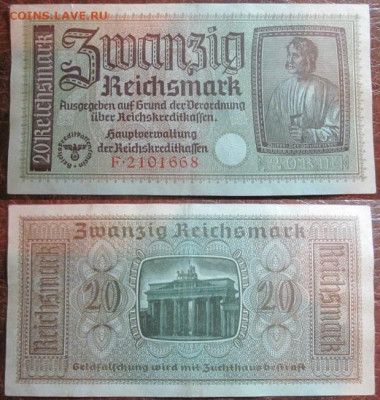 COINS.LAVE.RU
20 Reichsmark
Zwanzig
Reichsmark
Ausgegeben auf Grund der Verordnung
über Reichskreditkassen.
Hauptverwaltung
der Reichskreditkassen
F·2101668
Zwanzig Reichsmark
Reichsmark
20
20
Reichsmark
Geldfälschung wird mit Zuchthaus bestraft